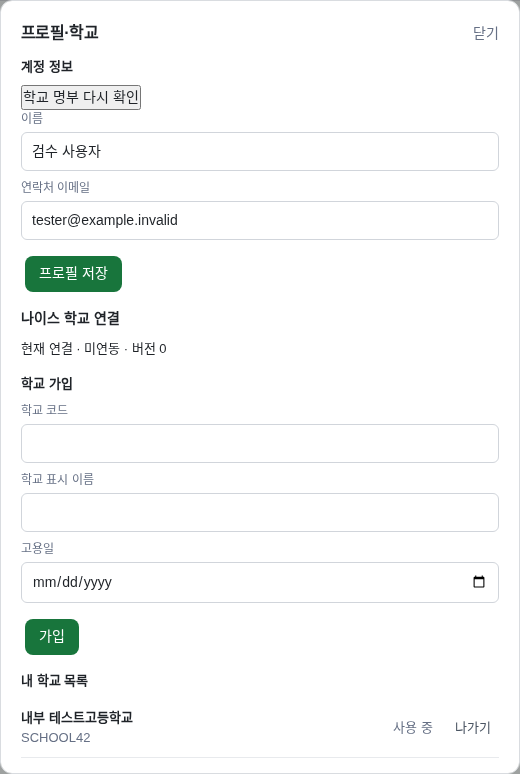 프로필·학교
닫기
계정 정보
학교 명부 다시 확인
이름
검수 사용자
연락처 이메일
tester@example.invalid
프로필 저장
나이스 학교 연결
현재 연결 · 미연동 · 버전 0
학교 가입
학교 코드
학교 표시 이름
고용일
mm/dd/yyyy
가입
내 학교 목록
내부 테스트고등학교
SCHOOL42
사용 중
나가기